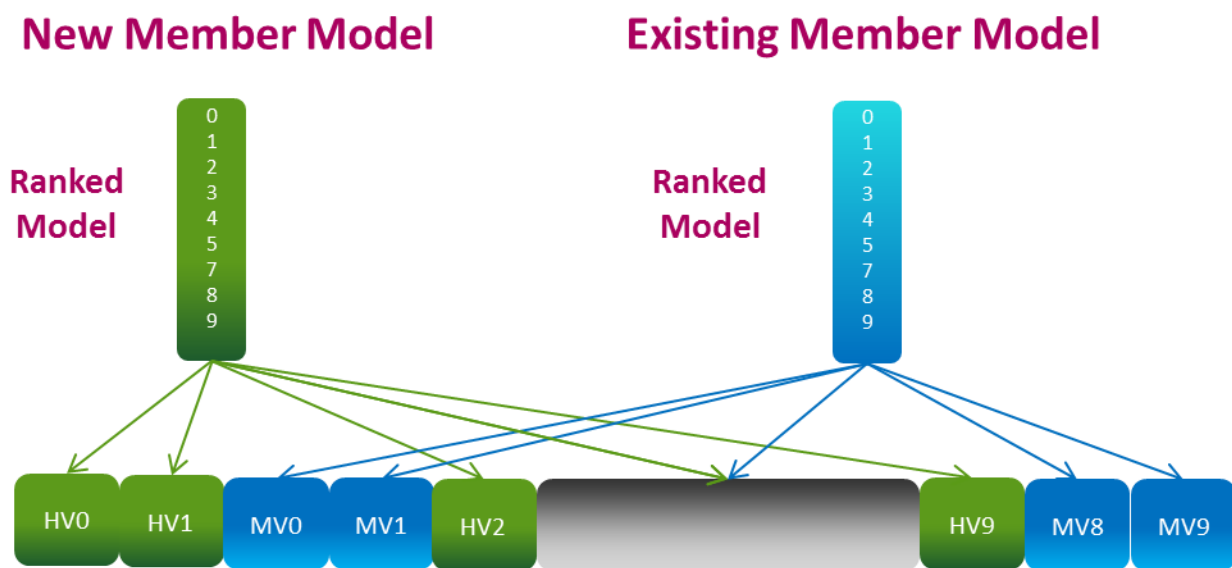 New Member Model
Existing Member Model
Ranked
Model
0
1
2
3
4
5
7
8
9
Ranked
Model
0
1
2
3
4
5
7
8
9
HV0
HV1
MV0
MV1
HV2
HV9
MV8
MV9